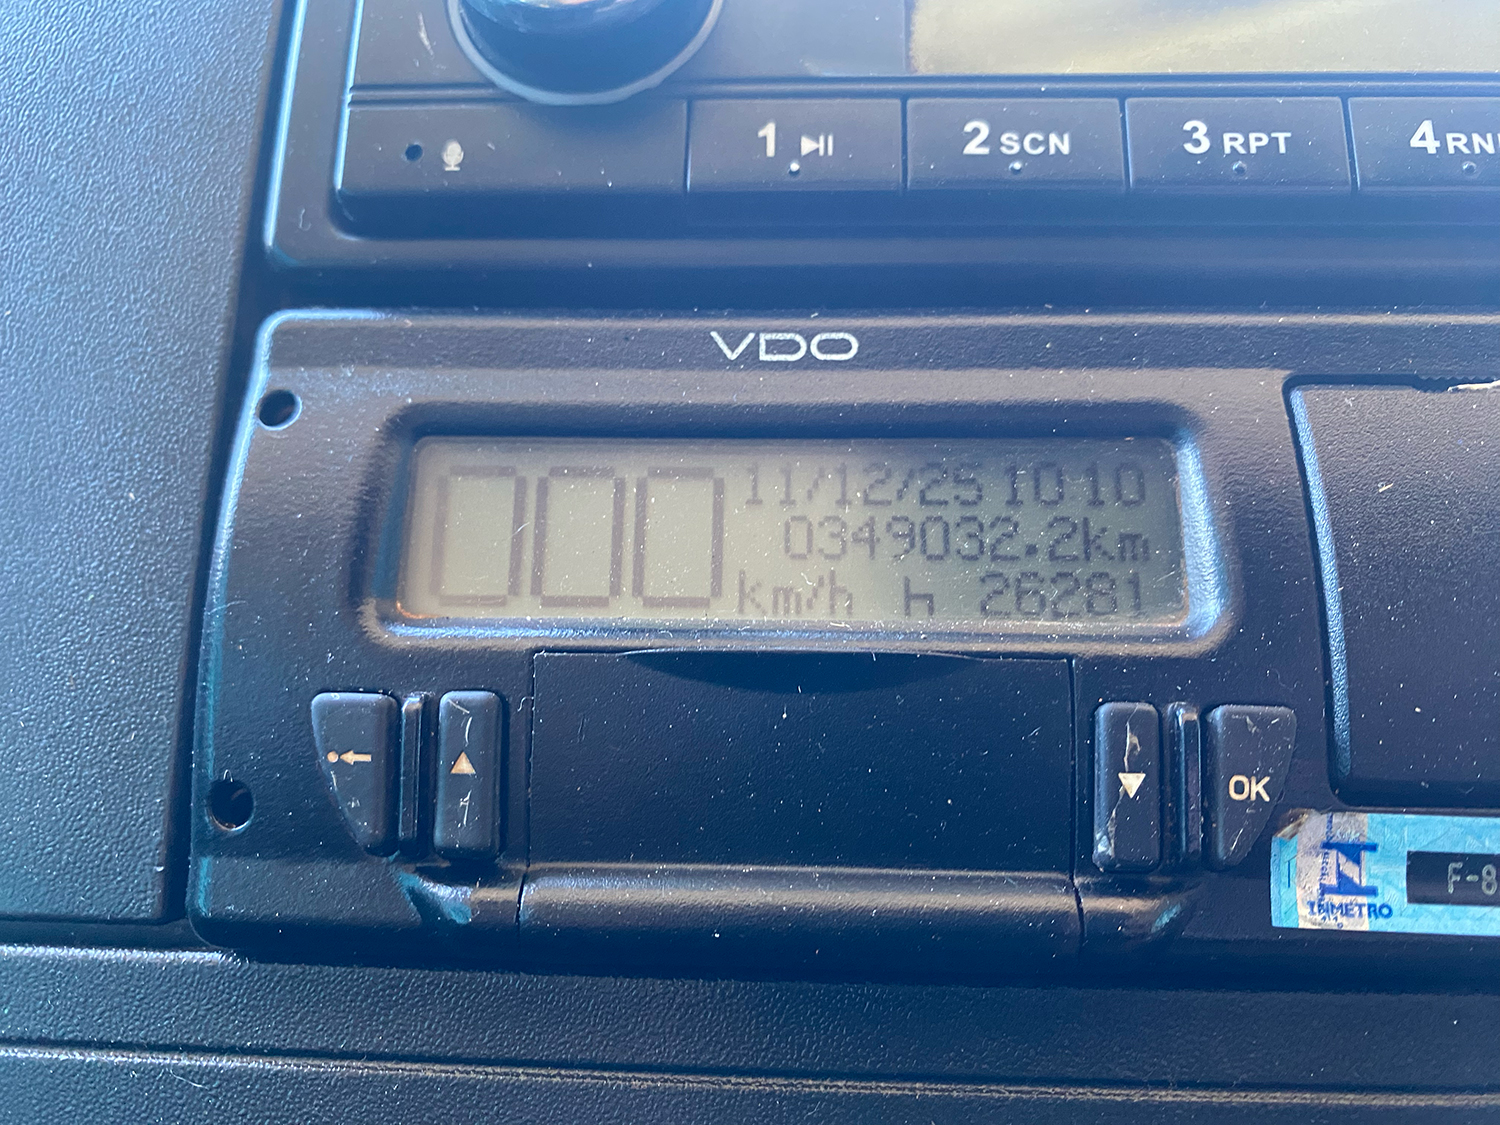 1 2 SCN 3 RPT 4
VDO
000 11/12/25 10 10
0349032.2km
km/h h 26281
OK
INMETRO
F-8